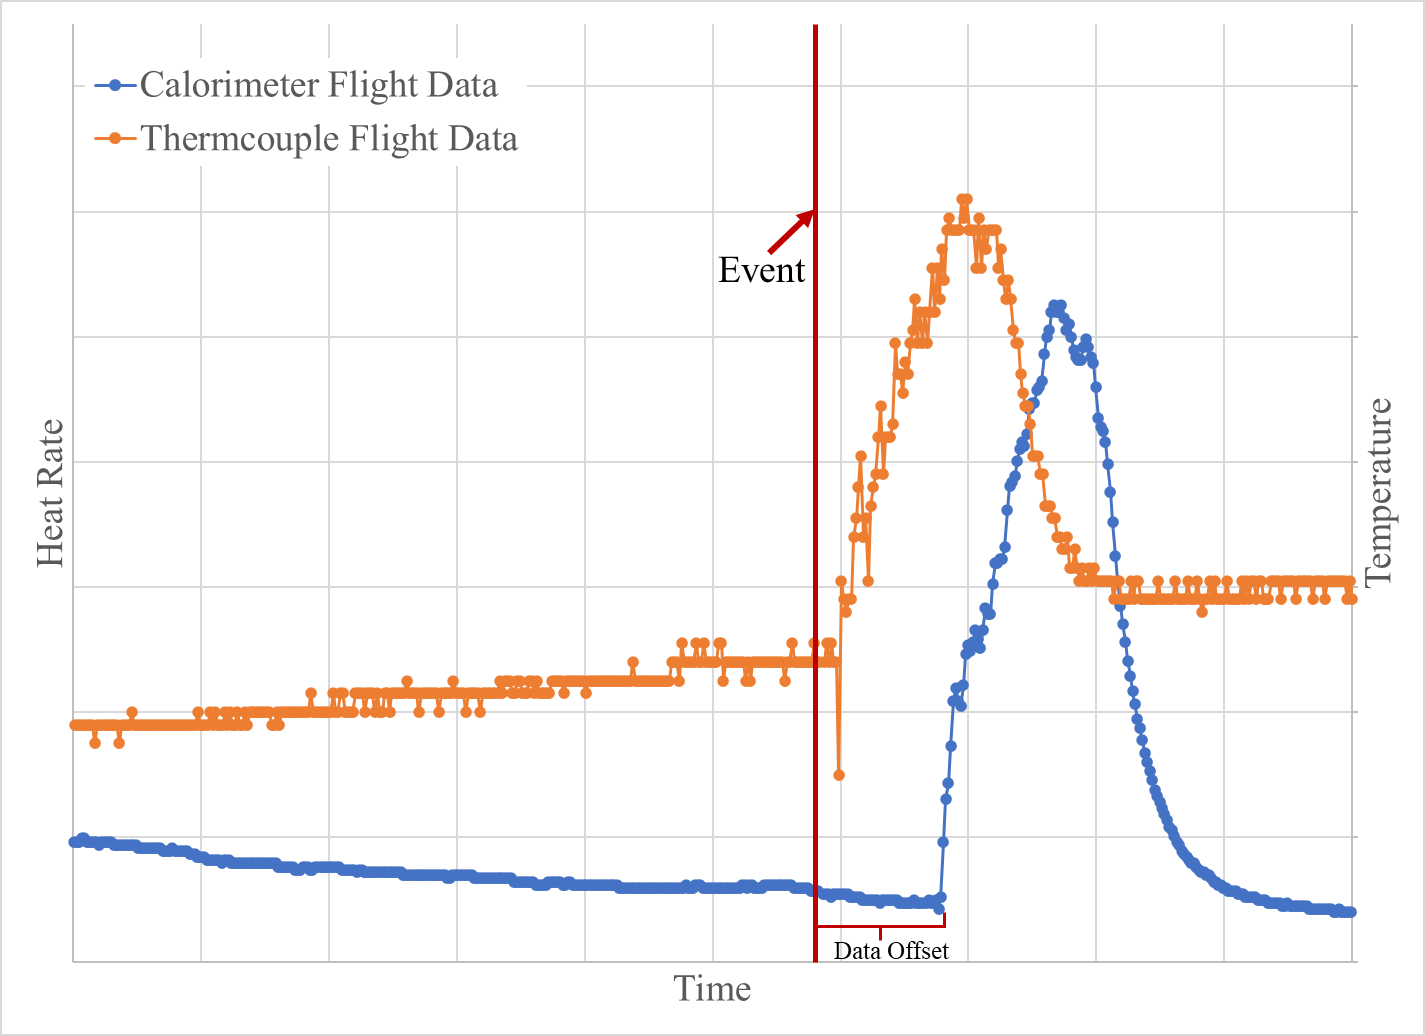 Calorimeter Flight Data
Thermcouple Flight Data
Event
Heat Rate
Temperature
Data Offset
Time